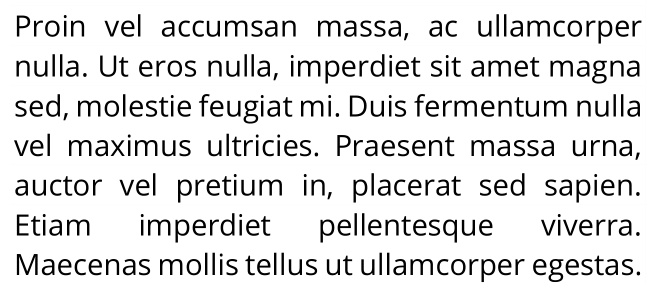 Proin vel accumsan massa, ac ullamcorper
nulla. Ut eros nulla, imperdiet sit amet magna
sed, molestie feugiat mi. Duis fermentum nulla
vel maximus ultricies. Praesent massa urna,
auctor vel pretium in, placerat sed sapien.
Etiam imperdiet pellentesque viverra.
Maecenas mollis tellus ut ullamcorper egestas.